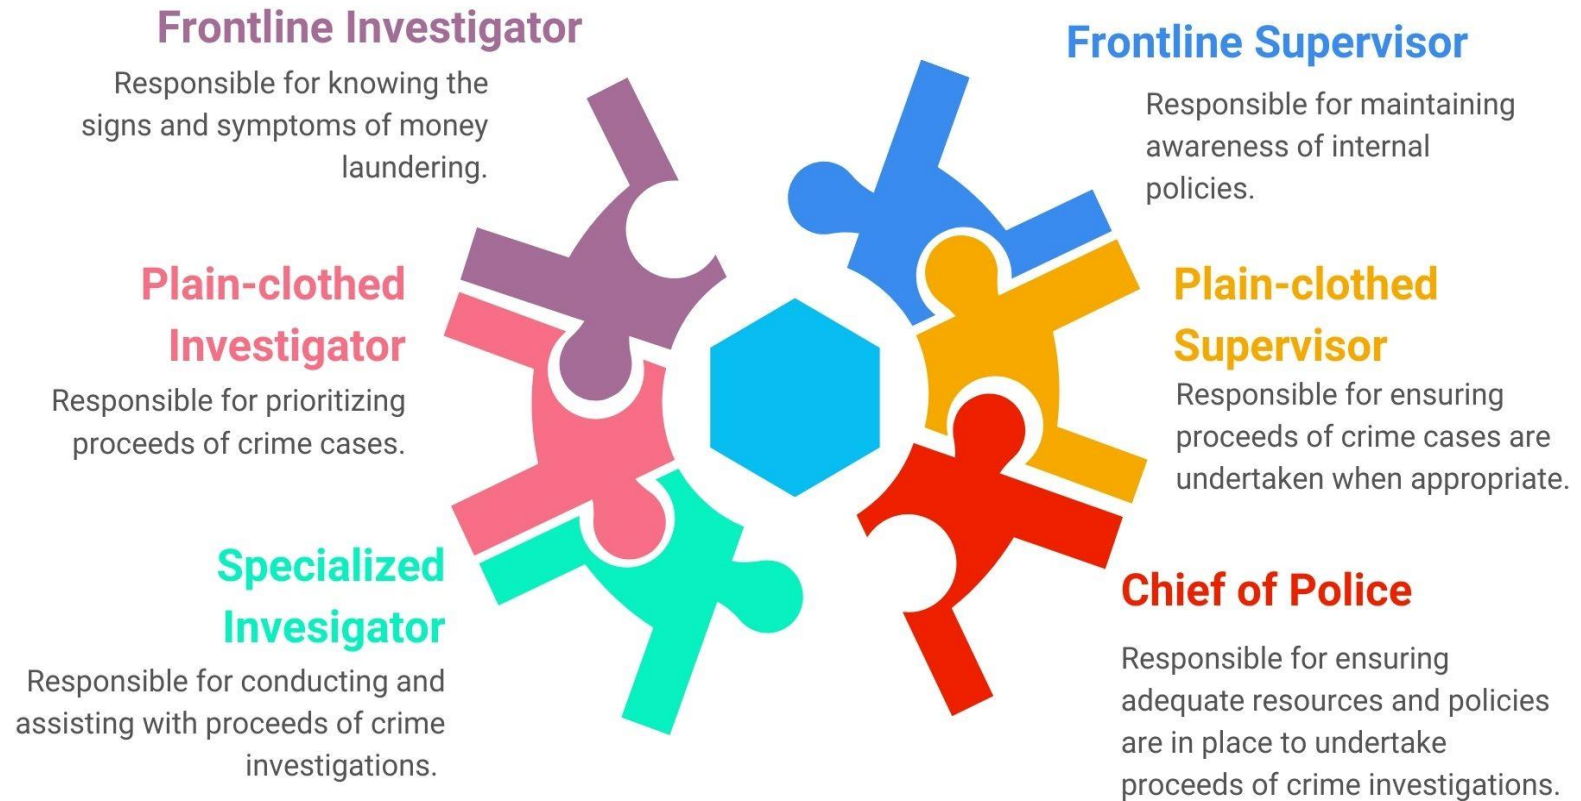 Frontline Investigator
Responsible for knowing the
signs and symptoms of money
laundering.
Plain-clothed
Investigator
Responsible for prioritizing
proceeds of crime cases.
Specialized
Invesigator
Responsible for conducting and
assisting with proceeds of crime
investigations.
Frontline Supervisor
Responsible for maintaining
awareness of internal
policies.
Plain-clothed
Supervisor
Responsible for ensuring
proceeds of crime cases are
undertaken when appropriate.
Chief of Police
Responsible for ensuring
adequate resources and policies
are in place to undertake
proceeds of crime investigations.